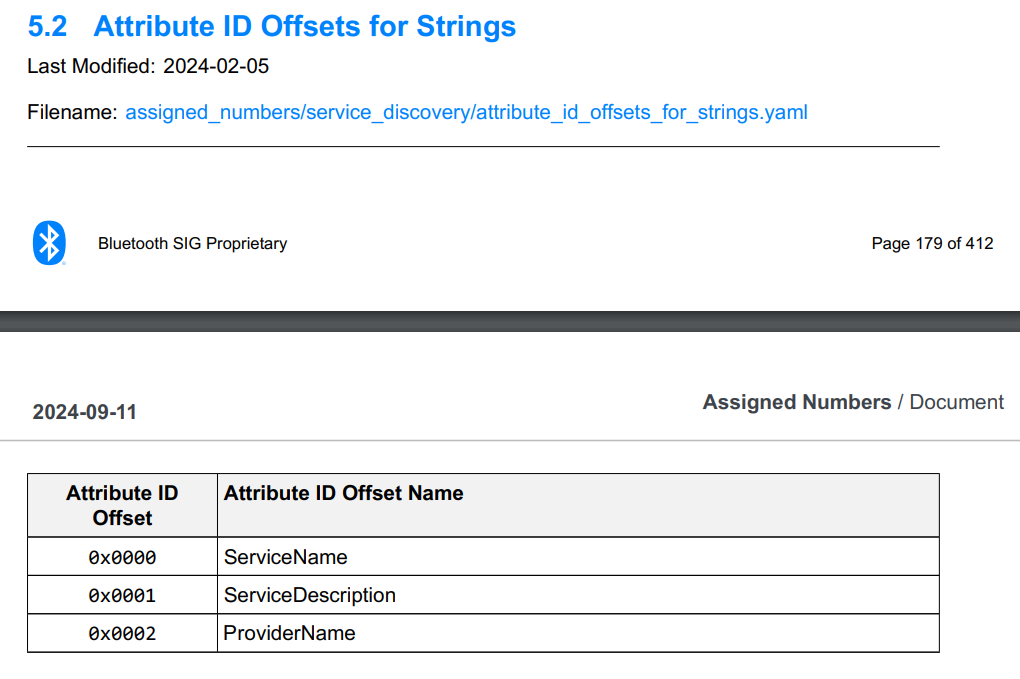 5.2 Attribute ID Offsets for Strings
Last Modified: 2024-02-05
Filename: assigned_numbers/service_discovery/attribute_id_offsets_for_strings.yaml
Bluetooth SIG Proprietary
Page 179 of 412
2024-09-11
Assigned Numbers / Document
Attribute ID
Offset
Attribute ID Offset Name
0x0000 ServiceName
0x0001 ServiceDescription
0x0002 ProviderName